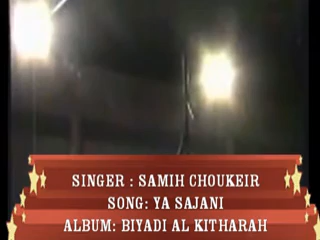 SINGER : SAMIH CHOUKEIR
SONG: YA SAJANI
ALBUM: BIYADI AL KITHARAH